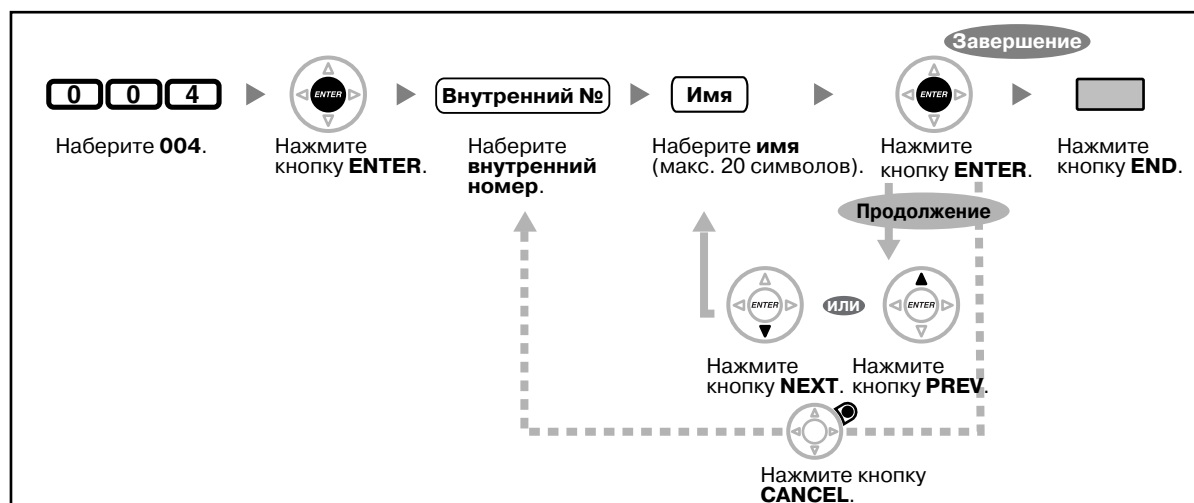 Завершение
0 0 4
ENTER
Внутренний №
Имя
ENTER
Наберите 004.
Нажмите
кнопку ENTER.
Наберите
внутренний
номер.
Наберите имя
(макс. 20 символов).
Нажмите
кнопку ENTER.
Нажмите
кнопку END.
Продолжение
ENTER
или
ENTER
Нажмите
кнопку NEXT.
Нажмите
кнопку PREV.
Нажмите кнопку
CANCEL.